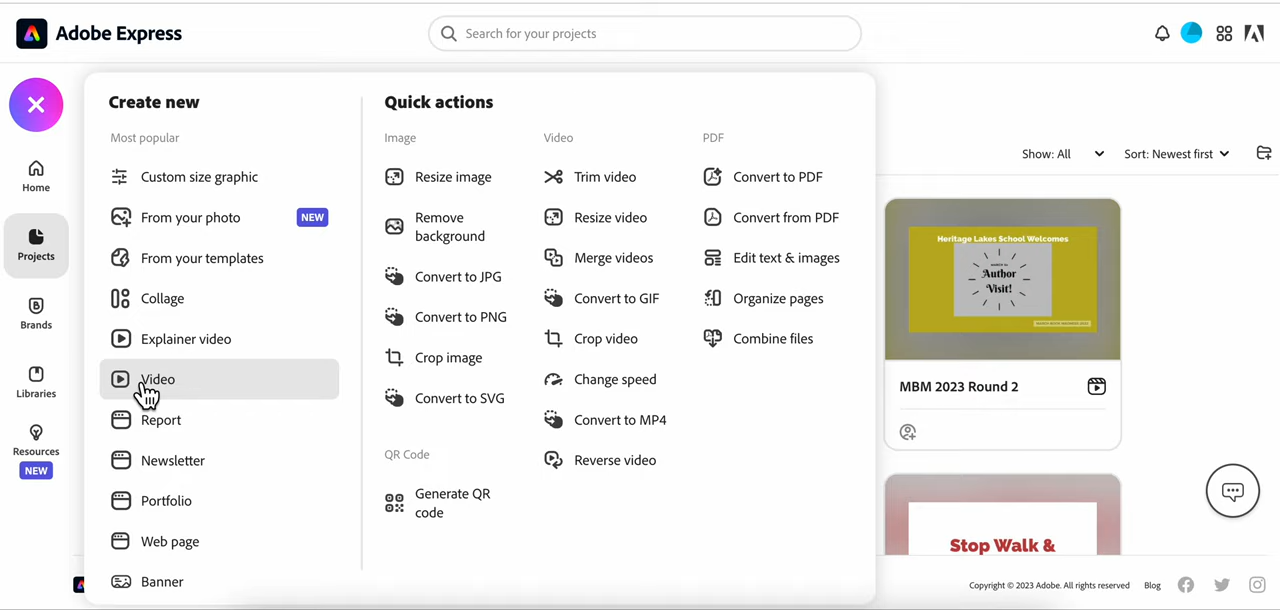 Adobe Express
Search for your projects
Home
Projects
Brands
Libraries
Resources
NEW
Create new
Most popular
Custom size graphic
From your photo NEW
From your templates
Collage
Explainer video
Video
Report
Newsletter
Portfolio
Web page
Banner
Quick actions
Image
Resize image
Remove
background
Convert to JPG
Convert to PNG
Crop image
Convert to SVG
QR Code
Generate QR
code
Video
Trim video
Resize video
Merge videos
Convert to GIF
Crop video
Change speed
Convert to MP4
Reverse video
PDF
Convert to PDF
Convert from PDF
Edit text & images
Organize pages
Combine files
Show: All
Sort: Newest first
Heritage Lakes School Welcomes
Author
Visit!
MBM 2023 Round 2
Stop Walk &
Copyright © 2023 Adobe. All rights reserved
Blog